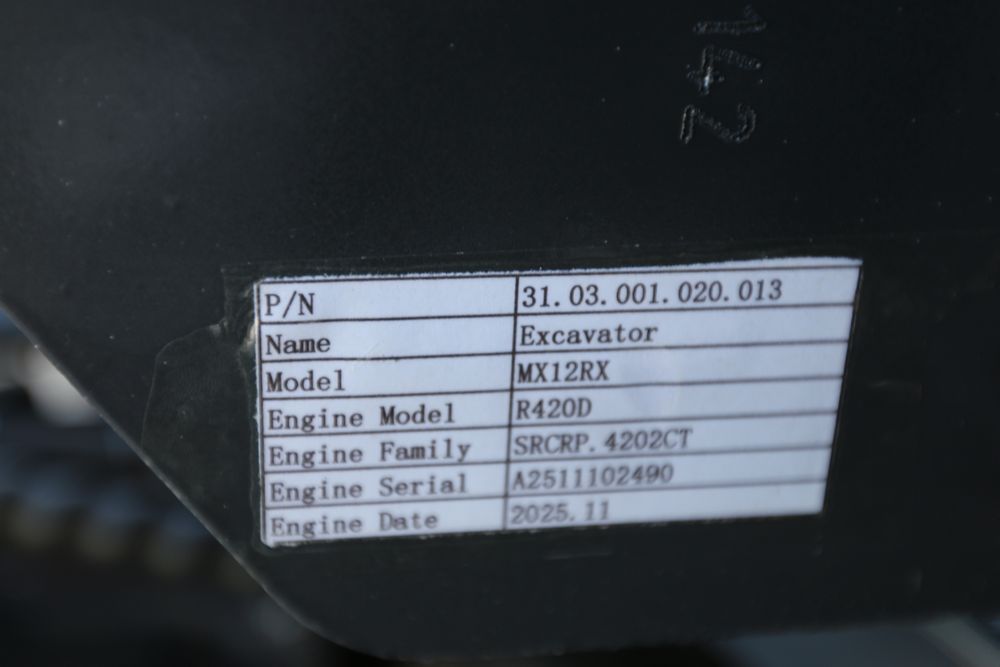 142
P/N 31.03.001.020.013
Name Excavator
Model MX12RX
Engine Model R420D
Engine Family SRCRP.4202CT
Engine Serial A2511102490
Engine Date 2025.11